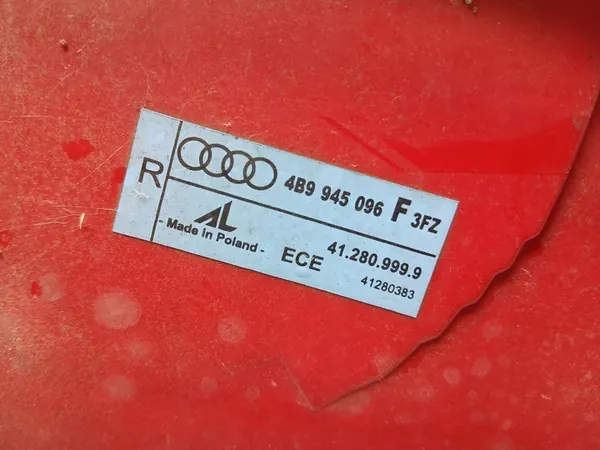 R
4B9 945 096 F 3FZ
AL
- Made in Poland -
ECE
41.280.999.9
41280383